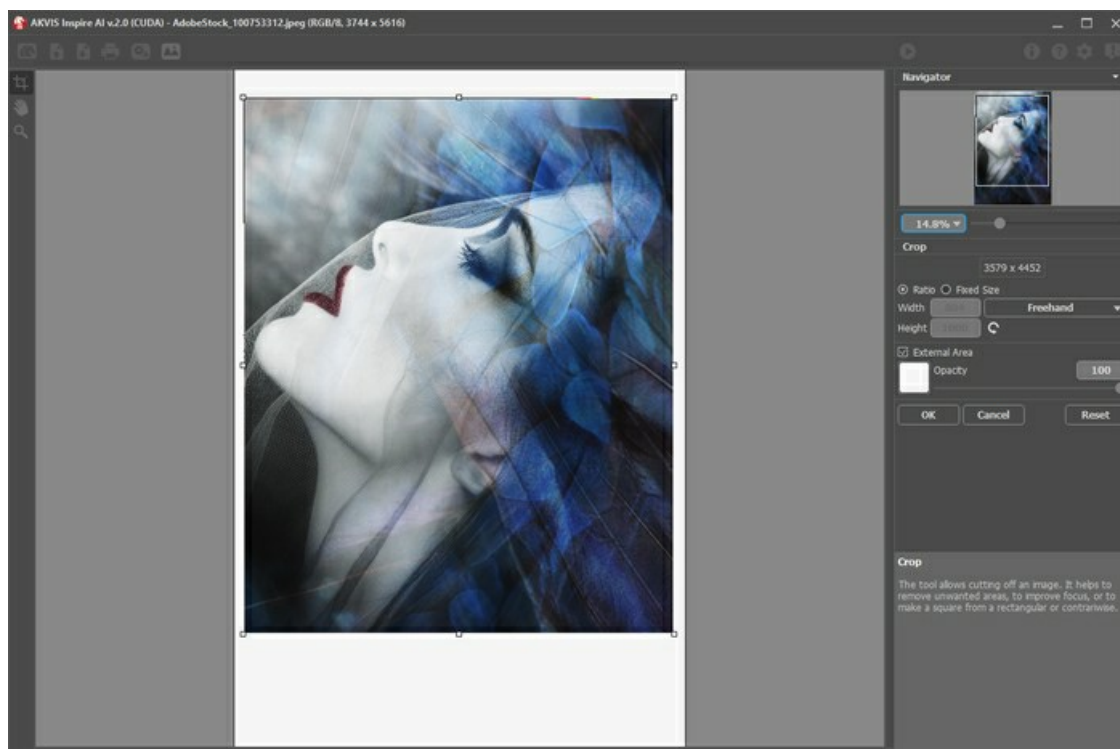 AKVIS Inspire AI v.2.0 (CUDA) - AdobeStock_100753312.jpeg (RGB/8, 3744 x 5616)
Navigator
14.8%
Crop
3579 x 4452
Ratio Fixed Size
Width Freehand
Height
External Area
Opacity 100
OK Cancel Reset
Crop
The tool allows cutting off an image. It helps to
remove unwanted areas, to improve focus, or to
make a square from a rectangular or contrariwise.